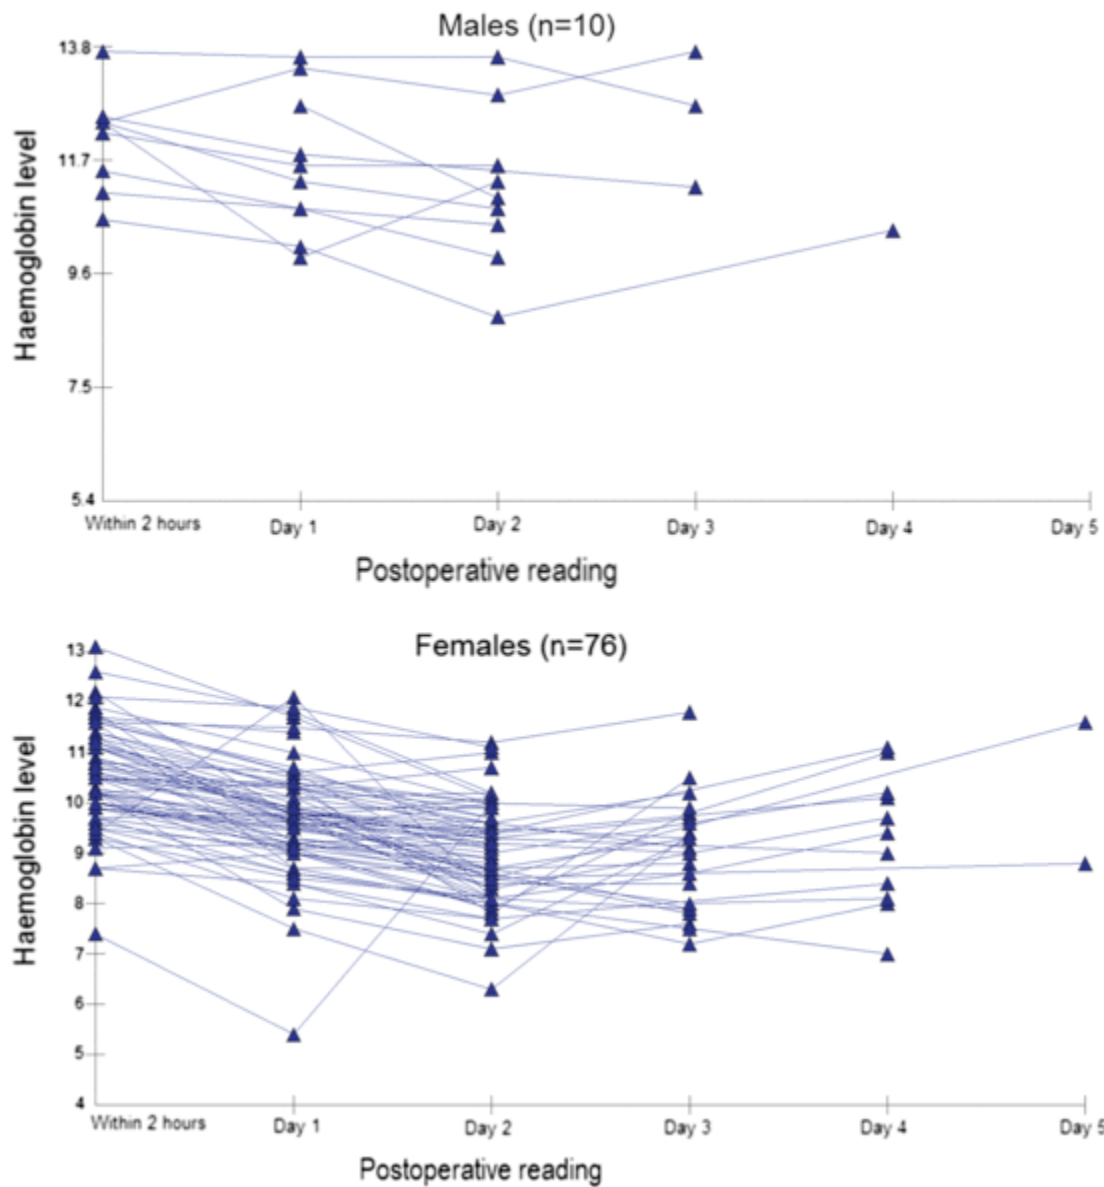 Males (n=10)
13.8
11.7
9.6
7.5
5.4
Haemoglobin level
Within 2 hours
Day 1
Day 2
Day 3
Day 4
Day 5
Postoperative reading
Females (n=76)
13
12
11
10
9
8
7
6
5
4
Haemoglobin level
Within 2 hours
Day 1
Day 2
Day 3
Day 4
Day 5
Postoperative reading